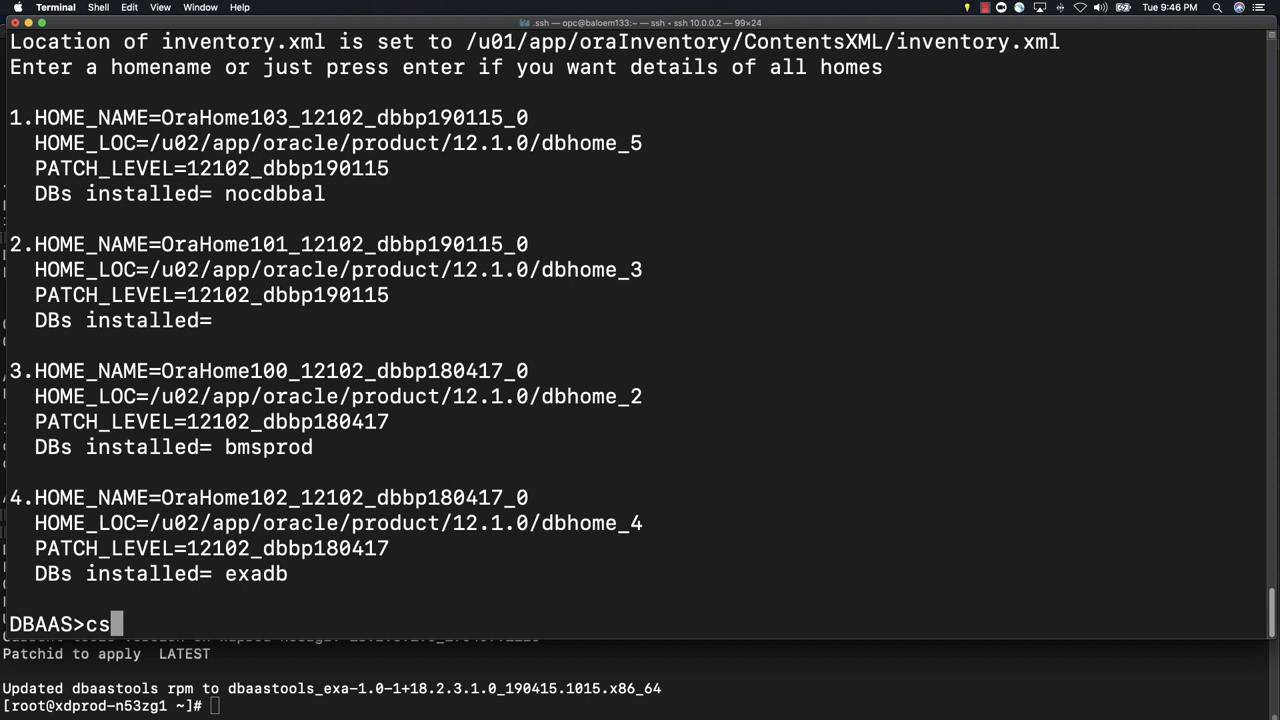 Terminal Shell Edit View Window Help
Tue 9:46 PM
.ssh — opc@baloem133:~ — ssh • ssh 10.0.0.2 — 99×24
Location of inventory.xml is set to /u01/app/oraInventory/ContentsXML/inventory.xml
Enter a homename or just press enter if you want details of all homes
1.HOME_NAME=OraHome103_12102_dbbp190115_0
HOME_LOC=/u02/app/oracle/product/12.1.0/dbhome_5
PATCH_LEVEL=12102_dbbp190115
DBs installed= nocdbbal
2.HOME_NAME=OraHome101_12102_dbbp190115_0
HOME_LOC=/u02/app/oracle/product/12.1.0/dbhome_3
PATCH_LEVEL=12102_dbbp190115
DBs installed=
3.HOME_NAME=OraHome100_12102_dbbp180417_0
HOME_LOC=/u02/app/oracle/product/12.1.0/dbhome_2
PATCH_LEVEL=12102_dbbp180417
DBs installed= bmsprod
4.HOME_NAME=OraHome102_12102_dbbp180417_0
HOME_LOC=/u02/app/oracle/product/12.1.0/dbhome_4
PATCH_LEVEL=12102_dbbp180417
DBs installed= exadb
DBAAS>cs
Patchid to apply LATEST
Updated dbaastools rpm to dbaastools_exa-1.0-1+18.2.3.1.0_190415.1015.x86_64
[root@xdprod-n53zg1 ~]#